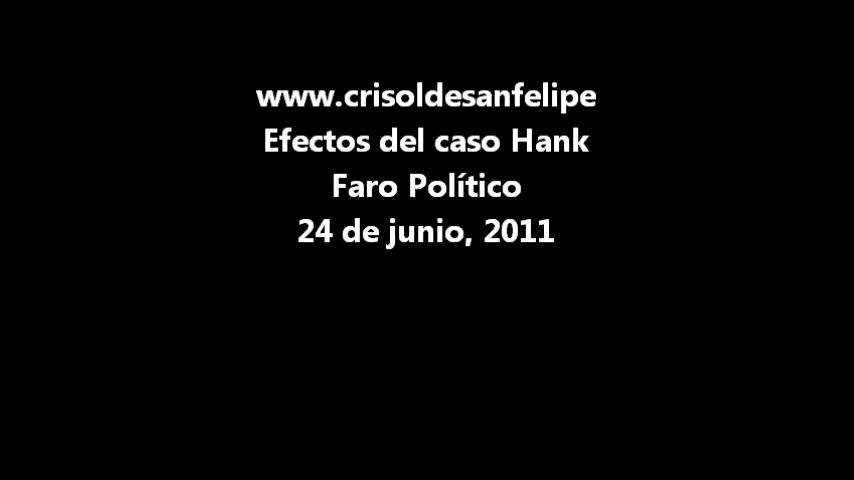 www.crisoldesanfelipe
Efectos del caso Hank
Faro Político
24 de junio, 2011